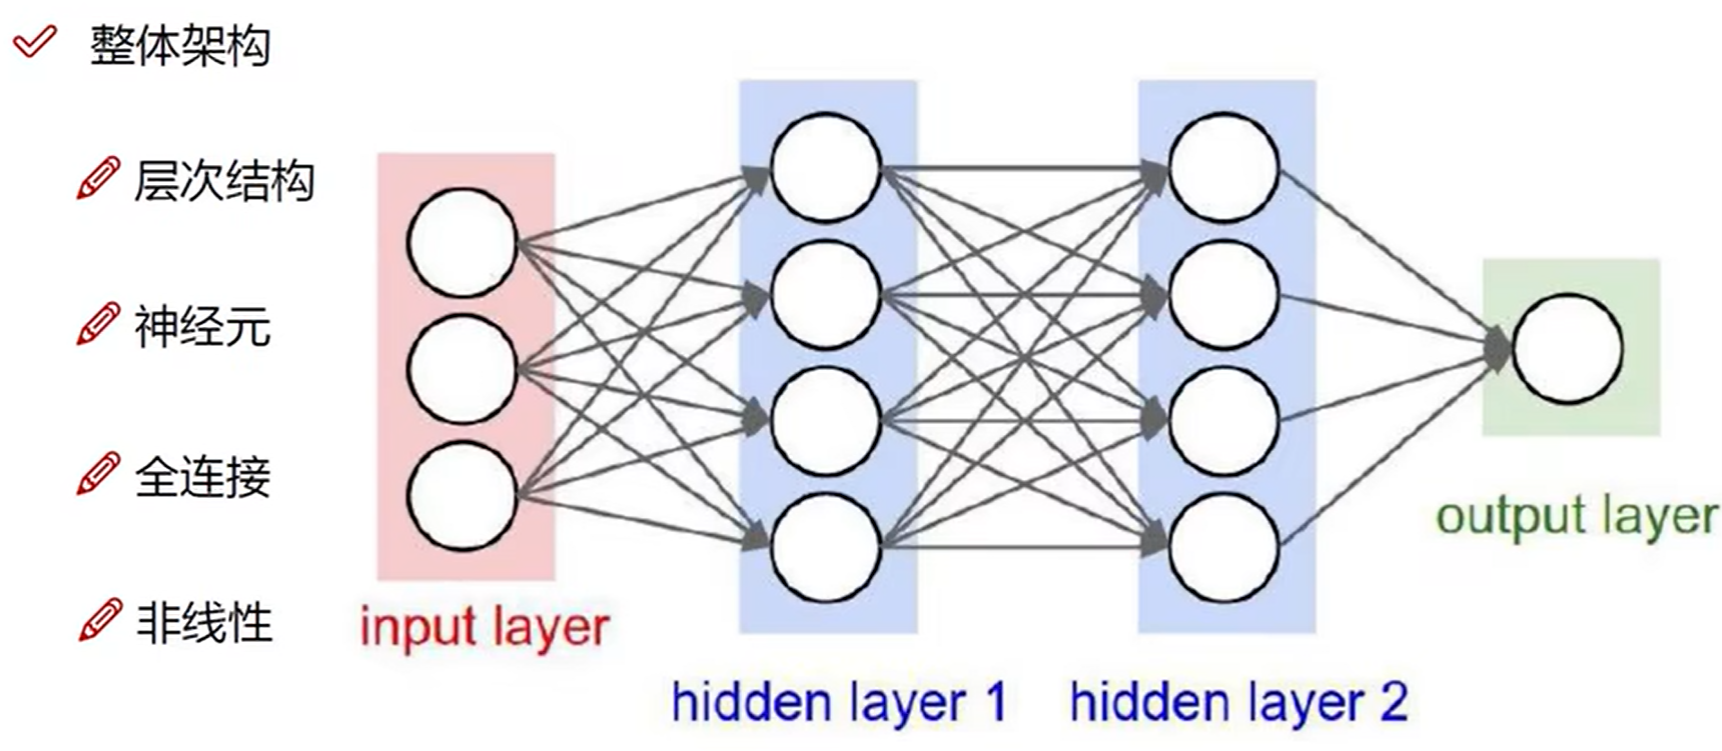 整体架构
层次结构
神经元
全连接
非线性
input layer
hidden layer 1
hidden layer 2
output layer